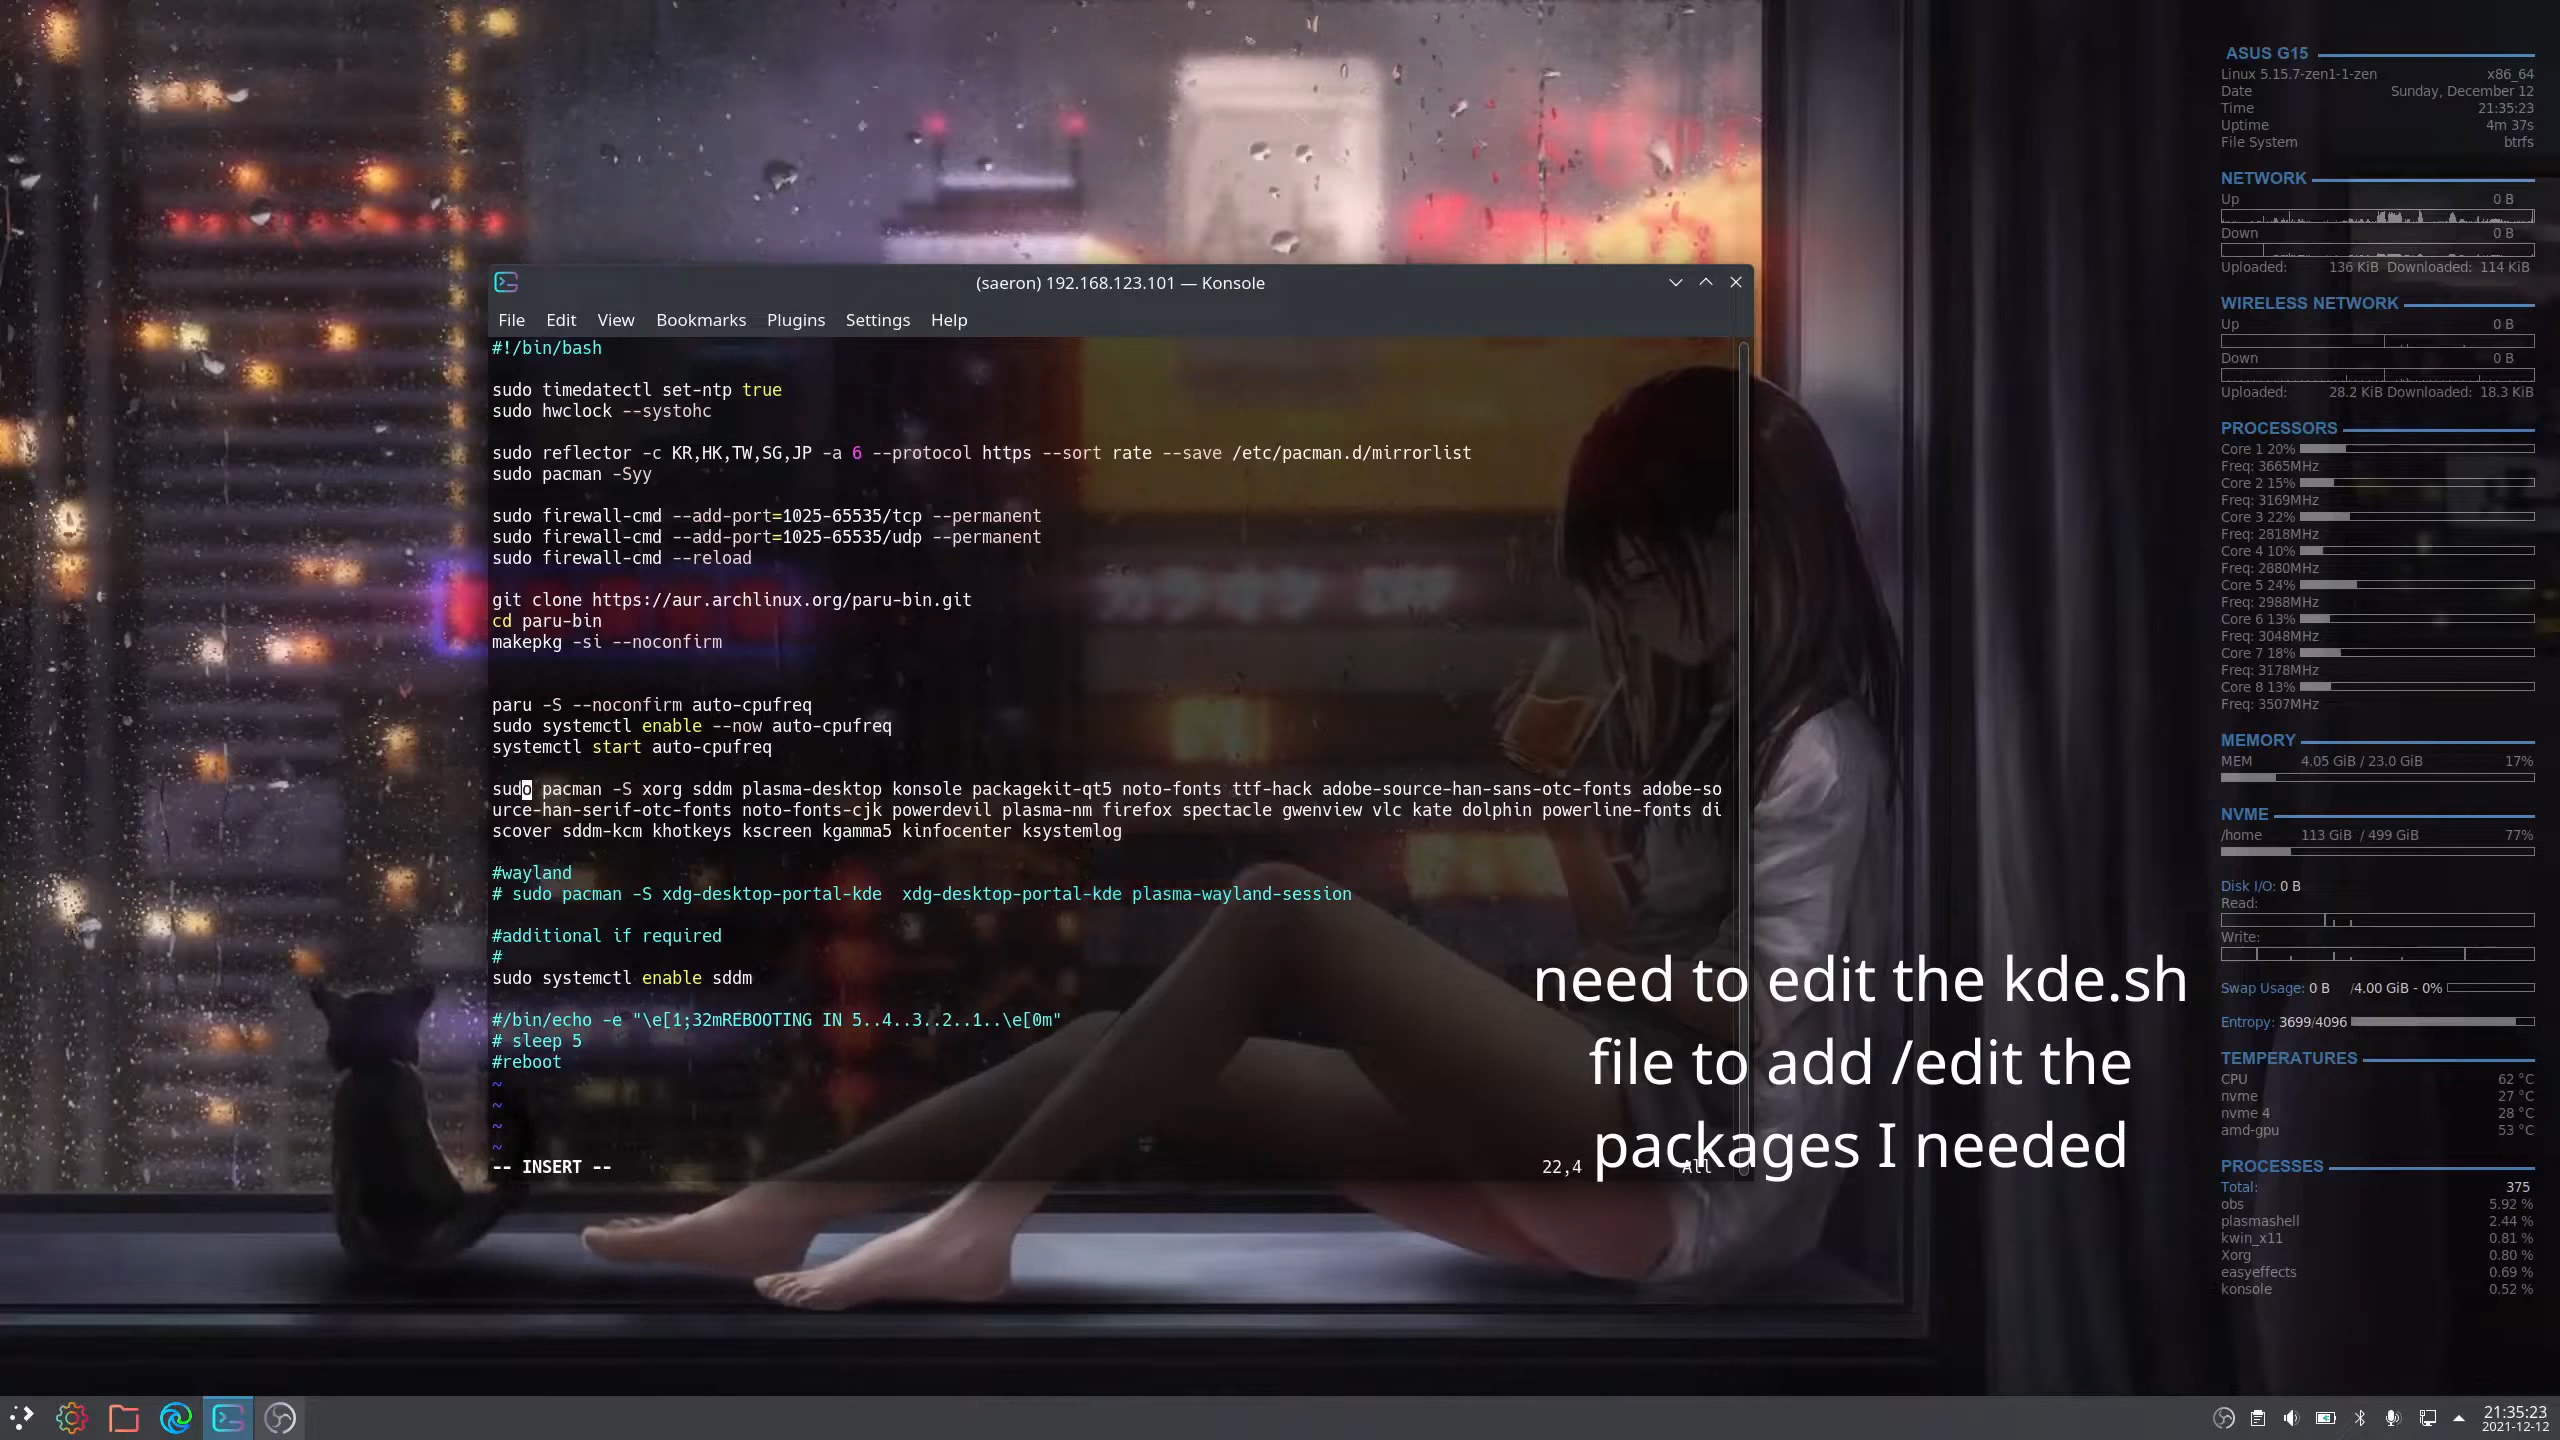 (saeron) 192.168.123.101 — Konsole
File Edit View Bookmarks Plugins Settings Help
#!/bin/bash
sudo timedatectl set-ntp true
sudo hwclock --systohc
sudo reflector -c KR,HK,TW,SG,JP -a 6 --protocol https --sort rate --save /etc/pacman.d/mirrorlist
sudo pacman -Syy
sudo firewall-cmd --add-port=1025-65535/tcp --permanent
sudo firewall-cmd --add-port=1025-65535/udp --permanent
sudo firewall-cmd --reload
git clone https://aur.archlinux.org/paru-bin.git
cd paru-bin
makepkg -si --noconfirm
paru -S --noconfirm auto-cpufreq
sudo systemctl enable --now auto-cpufreq
systemctl start auto-cpufreq
sudo pacman -S xorg sddm plasma-desktop konsole packagekit-qt5 noto-fonts ttf-hack adobe-source-han-sans-otc-fonts adobe-so
urce-han-serif-otc-fonts noto-fonts-cjk powerdevil plasma-nm firefox spectacle gwenview vlc kate dolphin powerline-fonts di
scover sddm-kcm khotkeys kscreen kgamma5 kinfocenter ksystemlog
#wayland
# sudo pacman -S xdg-desktop-portal-kde  xdg-desktop-portal-kde plasma-wayland-session
#additional if required
#
sudo systemctl enable sddm
#/bin/echo -e "\e[1;32mREBOOTING IN 5..4..3..2..1..\e[0m"
# sleep 5
#reboot
~
~
~
~
-- INSERT -- 22,4 All
need to edit the kde.sh
file to add /edit the
packages I needed
ASUS G15
Linux 5.15.7-zen1-1-zen x86_64
Date Sunday, December 12
Time 21:35:23
Uptime 4m 37s
File System btrfs
NETWORK
Up 0 B
Down 0 B
Uploaded: 136 KiB Downloaded: 114 KiB
WIRELESS NETWORK
Up 0 B
Down 0 B
Uploaded: 28.2 KiB Downloaded: 18.3 KiB
PROCESSORS
Core 1 20%
Freq: 3665MHz
Core 2 15%
Freq: 3169MHz
Core 3 22%
Freq: 2818MHz
Core 4 10%
Freq: 2880MHz
Core 5 24%
Freq: 2988MHz
Core 6 13%
Freq: 3048MHz
Core 7 18%
Freq: 3178MHz
Core 8 13%
Freq: 3507MHz
MEMORY
MEM 4.05 GiB / 23.0 GiB 17%
NVME
/home 113 GiB / 499 GiB 77%
Disk I/O: 0 B
Read:
Write:
Swap Usage: 0 B /4.00 GiB - 0%
Entropy: 3699/4096
TEMPERATURES
CPU 62 °C
nvme 27 °C
nvme 4 28 °C
amd-gpu 53 °C
PROCESSES
Total: 375
obs 5.92 %
plasmashell 2.44 %
kwin_x11 0.81 %
Xorg 0.80 %
easyeffects 0.69 %
konsole 0.52 %
21:35:23
2021-12-12